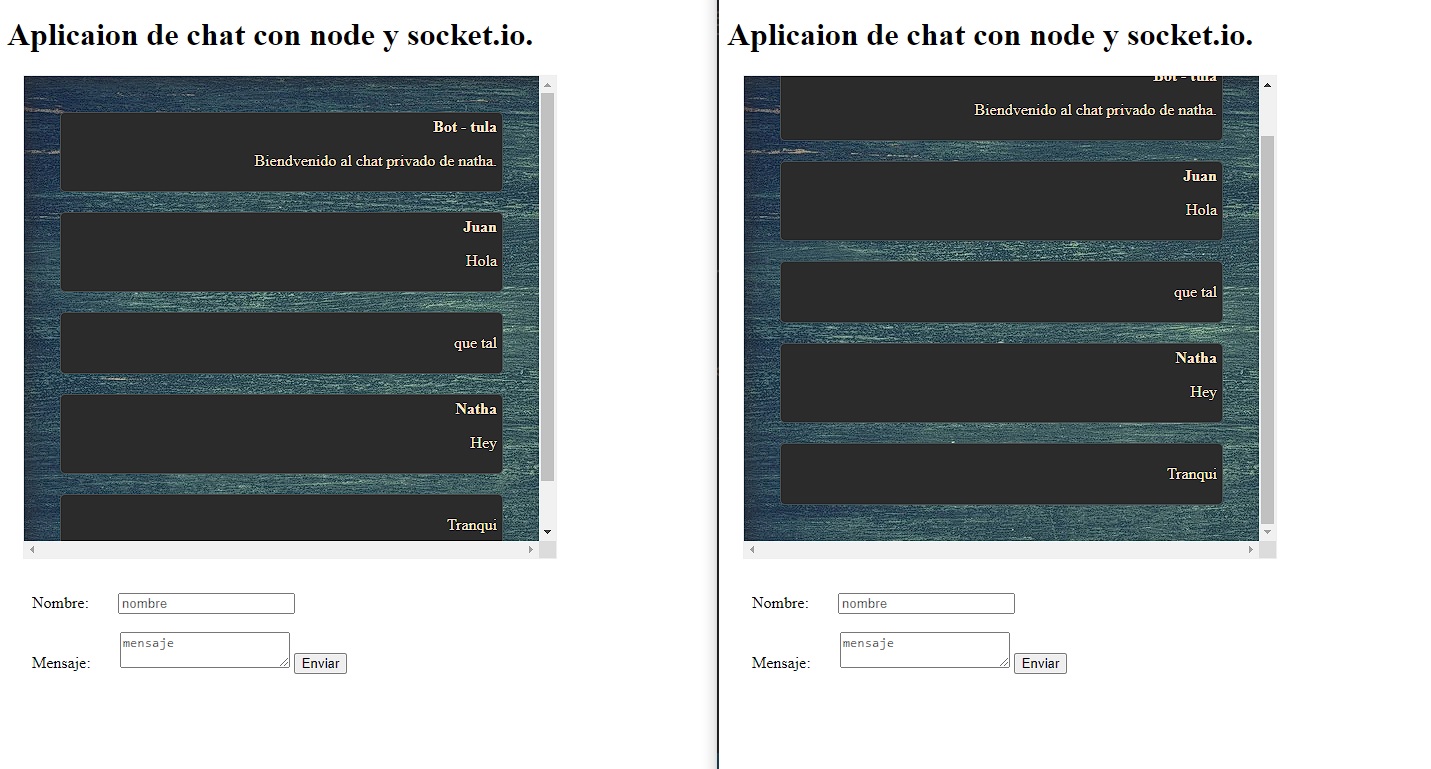 Aplicaion de chat con node y socket.io.
Bot - tula
Biendvenido al chat privado de natha.
Juan
Hola
que tal
Natha
Hey
Tranqui
Nombre: nombre
Mensaje: mensaje Enviar
Aplicaion de chat con node y socket.io.
Bot - tula
Biendvenido al chat privado de natha.
Juan
Hola
que tal
Natha
Hey
Tranqui
Nombre: nombre
Mensaje: mensaje Enviar